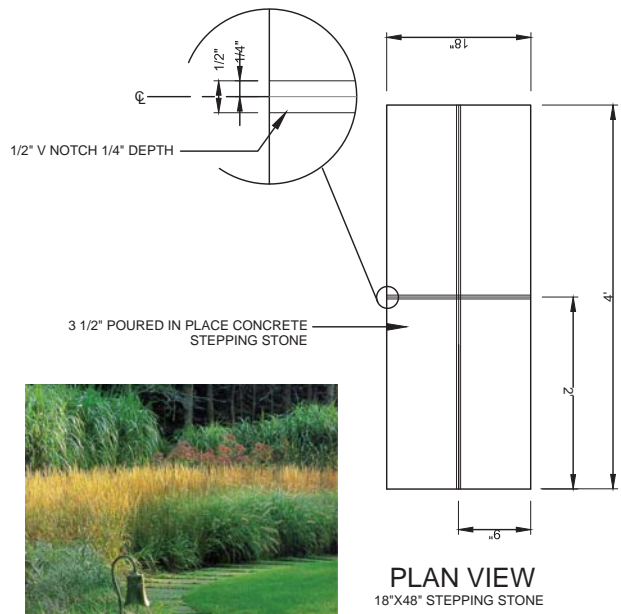 18"
1/2"
1/4"
℄
1/2" V NOTCH 1/4" DEPTH
3 1/2" POURED IN PLACE CONCRETE
STEPPING STONE
4'
2'
9"
PLAN VIEW
18"X48" STEPPING STONE